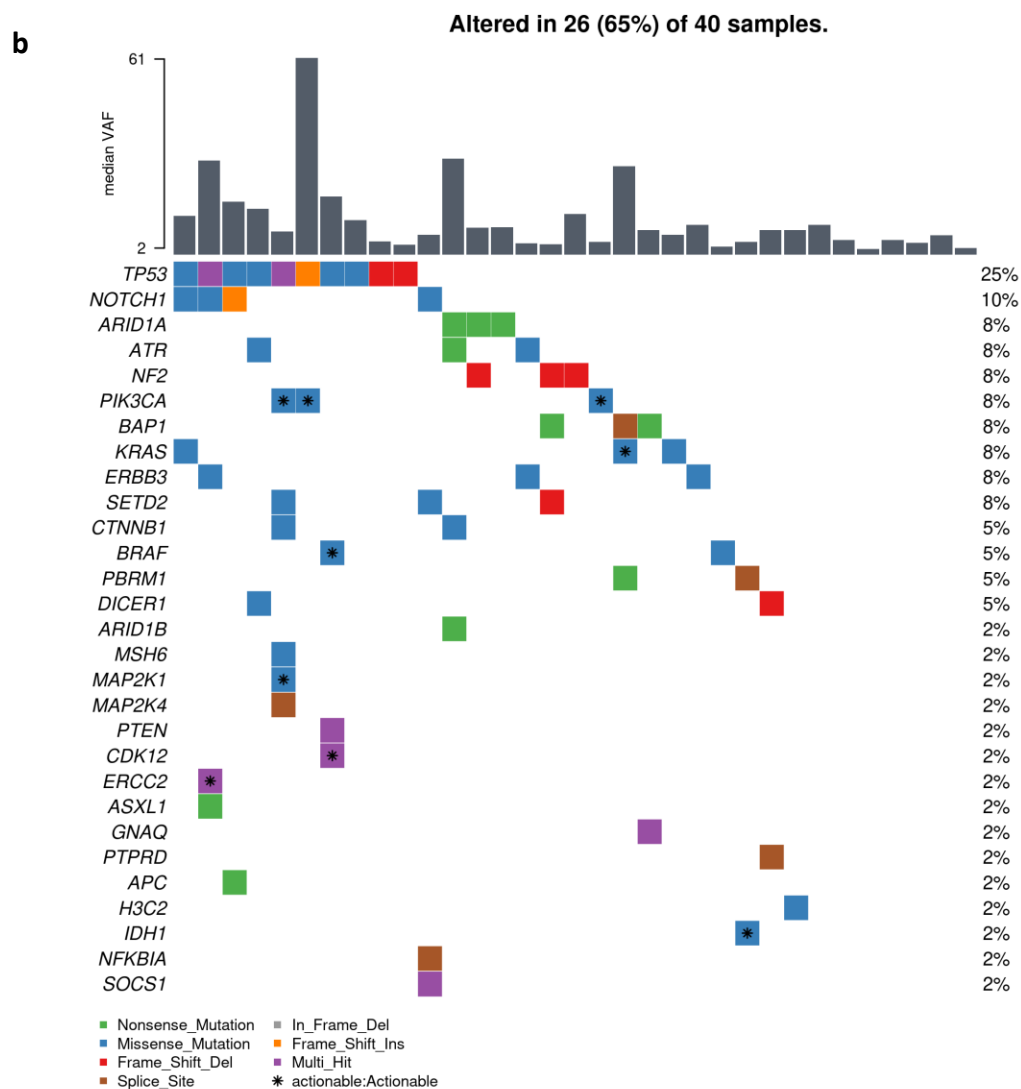 b
Altered in 26 (65%) of 40 samples.
61
median VAF
2
TP53 25%
NOTCH1 10%
ARID1A 8%
ATR 8%
NF2 8%
PIK3CA 8%
BAP1 8%
KRAS 8%
ERBB3 8%
SETD2 8%
CTNNB1 5%
BRAF 5%
PBRM1 5%
DICER1 5%
ARID1B 2%
MSH6 2%
MAP2K1 2%
MAP2K4 2%
PTEN 2%
CDK12 2%
ERCC2 2%
ASXL1 2%
GNAQ 2%
PTPRD 2%
APC 2%
H3C2 2%
IDH1 2%
NFKBIA 2%
SOCS1 2%
Nonsense_Mutation In_Frame_Del
Missense_Mutation Frame_Shift_Ins
Frame_Shift_Del Multi_Hit
Splice_Site actionable:Actionable